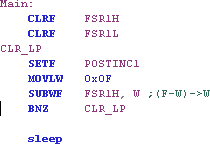 Main:
CLRF FSR1H
CLRF FSR1L
CLR_LP
SETF POSTINC1
MOVLW 0x0F
SUBWF FSR1H, W ;(F-W)->W
BNZ CLR_LP
sleep